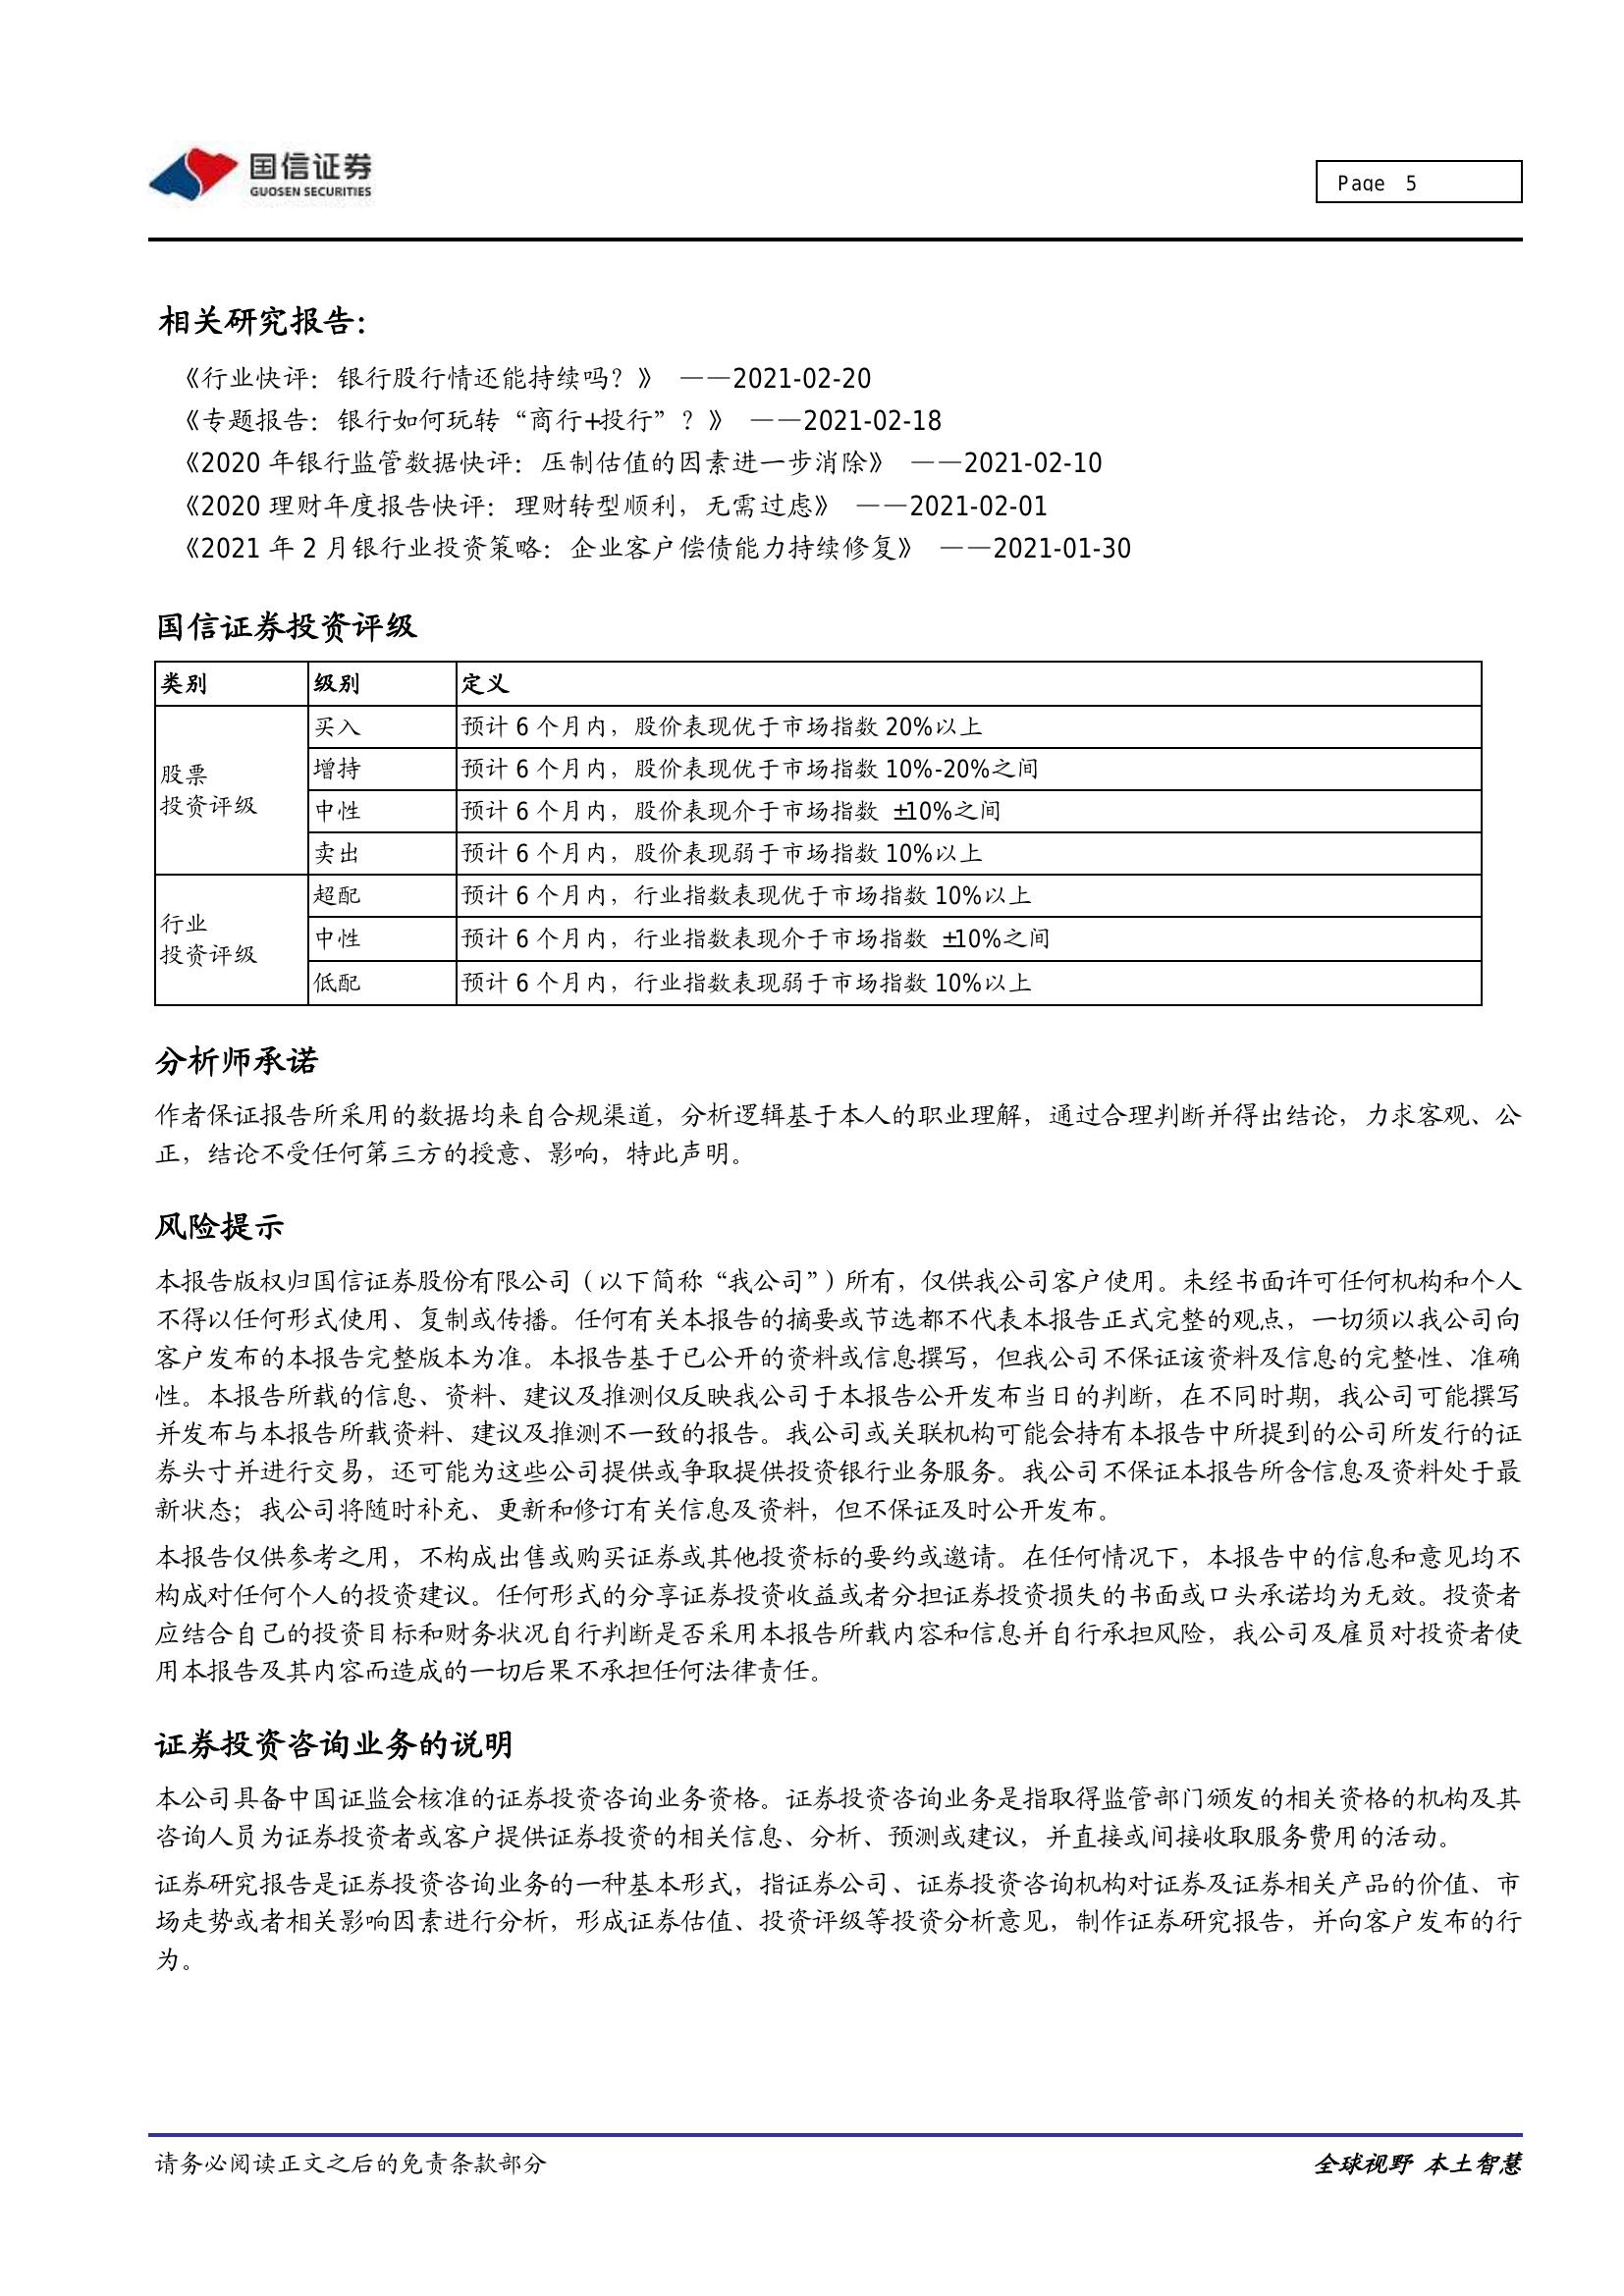 国信证券
GUOSEN SECURITIES
Page 5
相关研究报告：
《行业快评：银行股行情还能持续吗？》 ——2021-02-20
《专题报告：银行如何玩转“商行+投行”？》 ——2021-02-18
《2020 年银行监管数据快评：压制估值的因素进一步消除》 ——2021-02-10
《2020 理财年度报告快评：理财转型顺利，无需过虑》 ——2021-02-01
《2021 年 2 月银行业投资策略：企业客户偿债能力持续修复》 ——2021-01-30
国信证券投资评级
类别 级别 定义
股票
投资评级
买入 预计 6 个月内，股价表现优于市场指数 20%以上
增持 预计 6 个月内，股价表现优于市场指数 10%-20%之间
中性 预计 6 个月内，股价表现介于市场指数 ±10%之间
卖出 预计 6 个月内，股价表现弱于市场指数 10%以上
行业
投资评级
超配 预计 6 个月内，行业指数表现优于市场指数 10%以上
中性 预计 6 个月内，行业指数表现介于市场指数 ±10%之间
低配 预计 6 个月内，行业指数表现弱于市场指数 10%以上
分析师承诺
作者保证报告所采用的数据均来自合规渠道，分析逻辑基于本人的职业理解，通过合理判断并得出结论，力求客观、公
正，结论不受任何第三方的授意、影响，特此声明。
风险提示
本报告版权归国信证券股份有限公司（以下简称“我公司”）所有，仅供我公司客户使用。未经书面许可任何机构和个人
不得以任何形式使用、复制或传播。任何有关本报告的摘要或节选都不代表本报告正式完整的观点，一切须以我公司向
客户发布的本报告完整版本为准。本报告基于已公开的资料或信息撰写，但我公司不保证该资料及信息的完整性、准确
性。本报告所载的信息、资料、建议及推测仅反映我公司于本报告公开发布当日的判断，在不同时期，我公司可能撰写
并发布与本报告所载资料、建议及推测不一致的报告。我公司或关联机构可能会持有本报告中所提到的公司所发行的证
券头寸并进行交易，还可能为这些公司提供或争取提供投资银行业务服务。我公司不保证本报告所含信息及资料处于最
新状态；我公司将随时补充、更新和修订有关信息及资料，但不保证及时公开发布。
本报告仅供参考之用，不构成出售或购买证券或其他投资标的要约或邀请。在任何情况下，本报告中的信息和意见均不
构成对任何个人的投资建议。任何形式的分享证券投资收益或者分担证券投资损失的书面或口头承诺均为无效。投资者
应结合自己的投资目标和财务状况自行判断是否采用本报告所载内容和信息并自行承担风险，我公司及雇员对投资者使
用本报告及其内容而造成的一切后果不承担任何法律责任。
证券投资咨询业务的说明
本公司具备中国证监会核准的证券投资咨询业务资格。证券投资咨询业务是指取得监管部门颁发的相关资格的机构及其
咨询人员为证券投资者或客户提供证券投资的相关信息、分析、预测或建议，并直接或间接收取服务费用的活动。
证券研究报告是证券投资咨询业务的一种基本形式，指证券公司、证券投资咨询机构对证券及证券相关产品的价值、市
场走势或者相关影响因素进行分析，形成证券估值、投资评级等投资分析意见，制作证券研究报告，并向客户发布的行
为。
请务必阅读正文之后的免责条款部分
全球视野 本土智慧